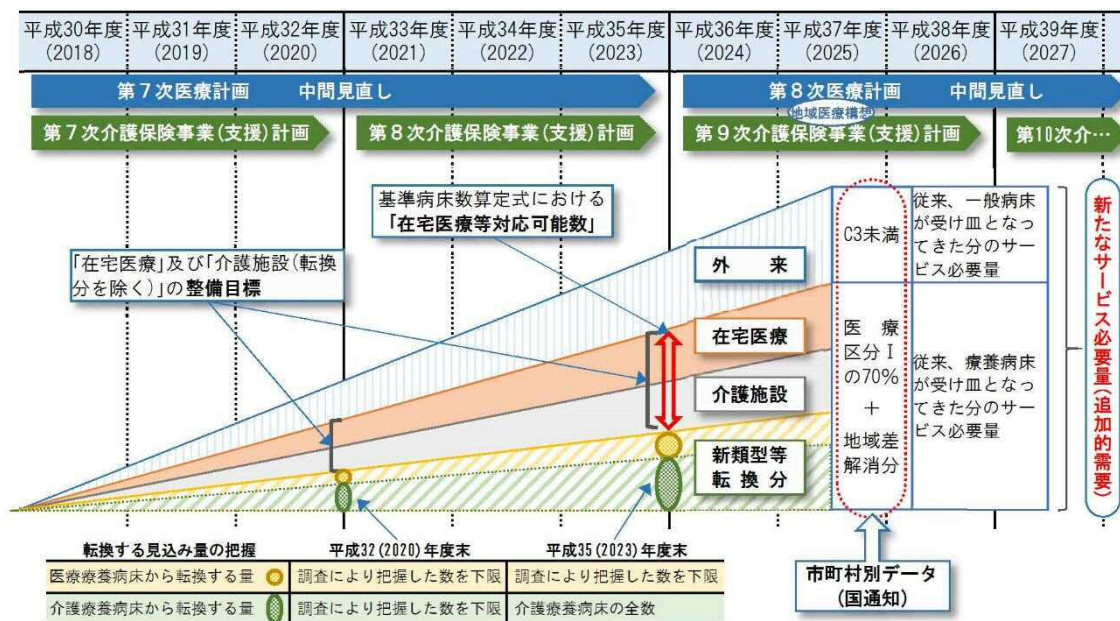 平成30年度 平成31年度 平成32年度 平成33年度 平成34年度 平成35年度 平成36年度 平成37年度 平成38年度 平成39年度
(2018) (2019) (2020) (2021) (2022) (2023) (2024) (2025) (2026) (2027)
第7次医療計画 中間見直し
第8次医療計画 中間見直し
地域医療構想
第7次介護保険事業(支援)計画
第8次介護保険事業(支援)計画
第9次介護保険事業(支援)計画
第10次介…
基準病床数算定式における
「在宅医療等対応可能数」
「在宅医療」及び「介護施設(転換
分を除く)」の整備目標
外 来
在宅医療
介護施設
新類型等
転 換 分
C3未満
医 療
区分Ⅰ
の70%
+
地域差
解消分
従来、一般病床
が受け皿となっ
てきた分のサー
ビス必要量
従来、療養病床
が受け皿となっ
てきた分のサー
ビス必要量
新たなサービス必要量(追加的需要)
市町村別データ
(国通知)
転換する見込み量の把握 平成32(2020)年度末 平成35(2023)年度末
医療療養病床から転換する量 調査により把握した数を下限 調査により把握した数を下限
介護療養病床から転換する量 調査により把握した数を下限 介護療養病床の全数